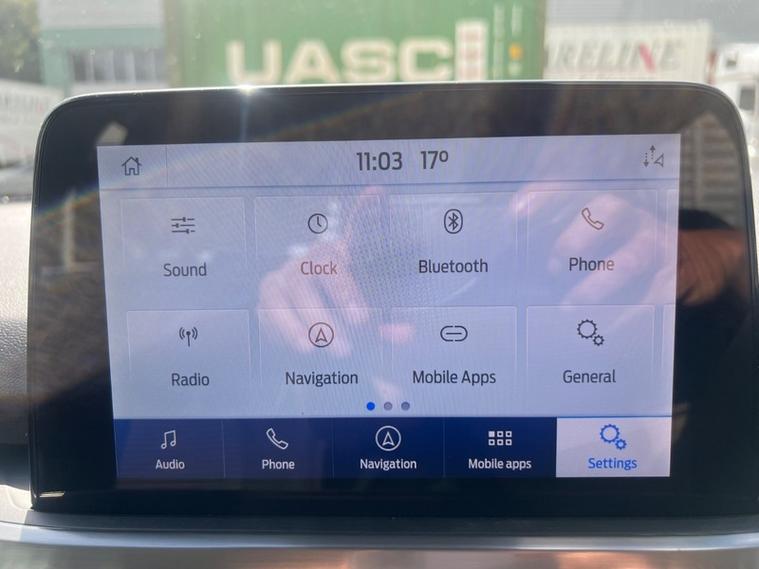 UASC
11:03 17º
Sound
Clock
Bluetooth
Phone
Radio
Navigation
Mobile Apps
General
Audio
Phone
Navigation
Mobile apps
Settings